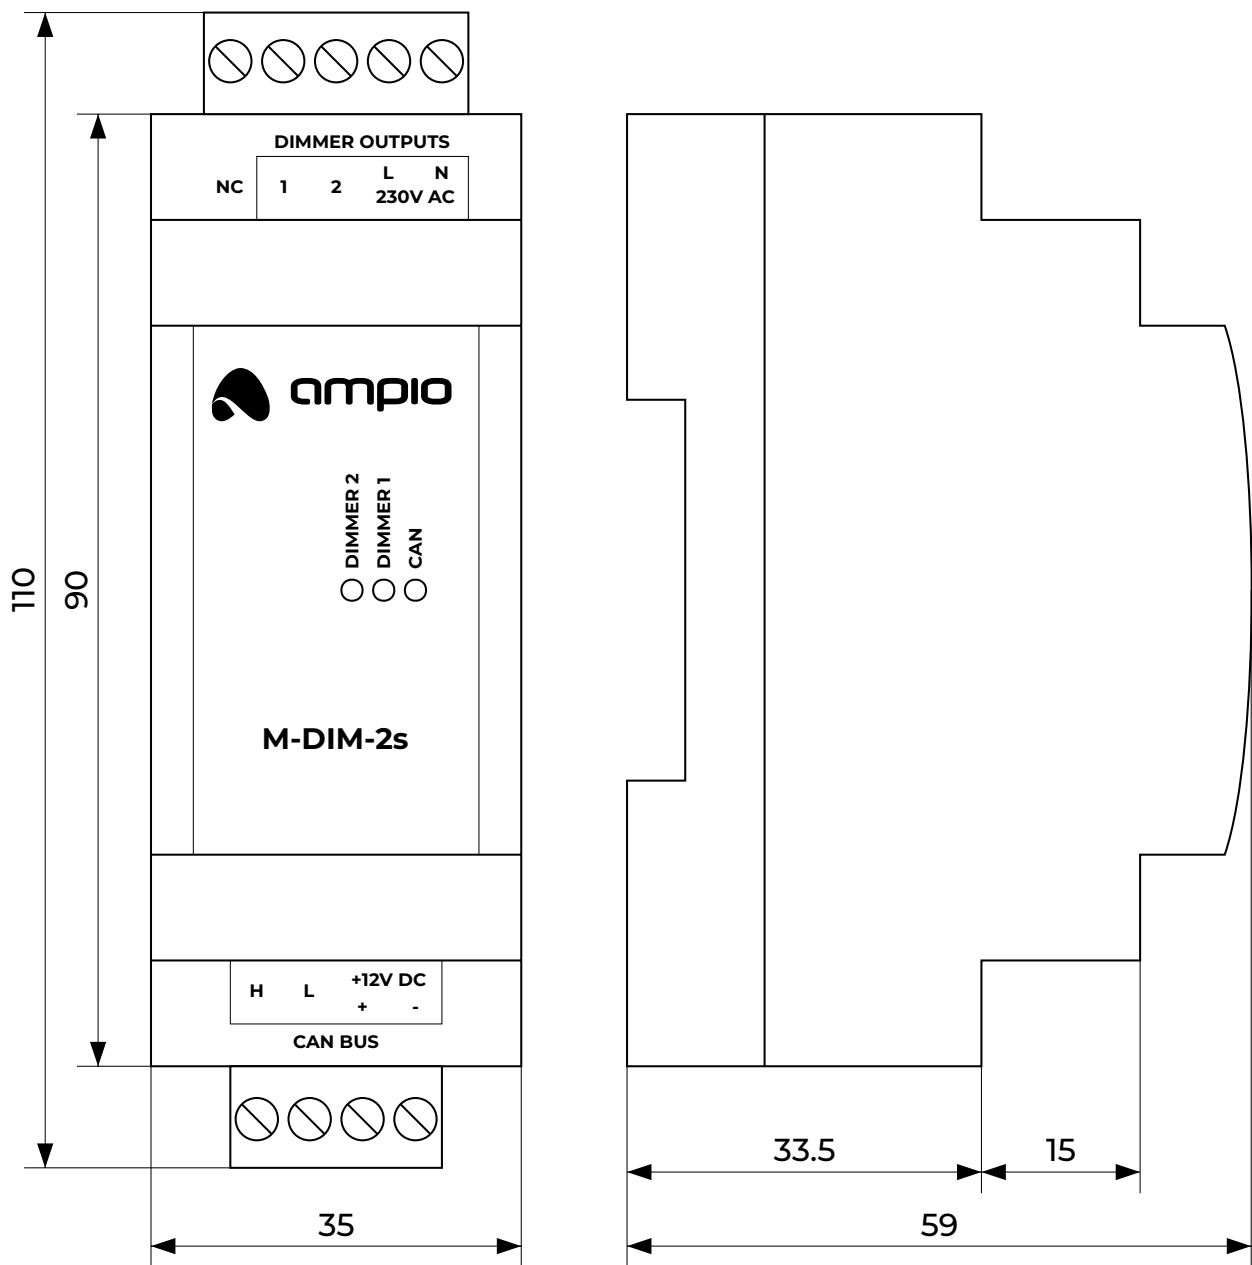 DIMMER OUTPUTS
NC 1 2 L N
230V AC
ampio
DIMMER 2
DIMMER 1
CAN
110
90
M-DIM-2s
H L +12V DC
+ -
CAN BUS
33.5
15
35
59